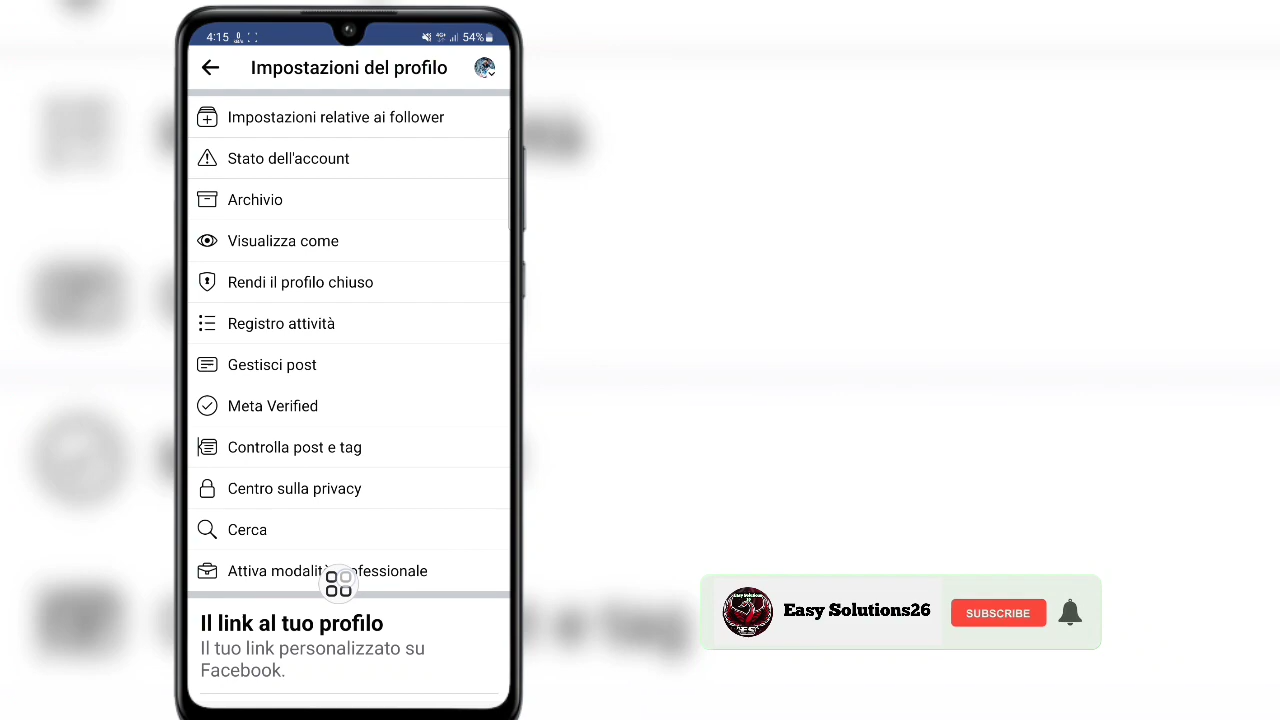 4:15
54%
Impostazioni del profilo
Impostazioni relative ai follower
Stato dell'account
Archivio
Visualizza come
Rendi il profilo chiuso
Registro attività
Gestisci post
Meta Verified
Controlla post e tag
Centro sulla privacy
Cerca
Attiva modalità professionale
Il link al tuo profilo
Il tuo link personalizzato su
Facebook.
Easy Solutions26
SUBSCRIBE